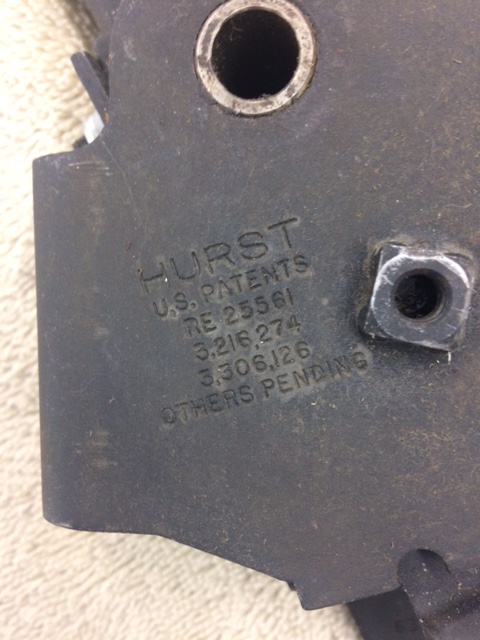 HURST
U.S. PATENTS
RE 25561
3,216,274
3,306,126
OTHERS PENDING